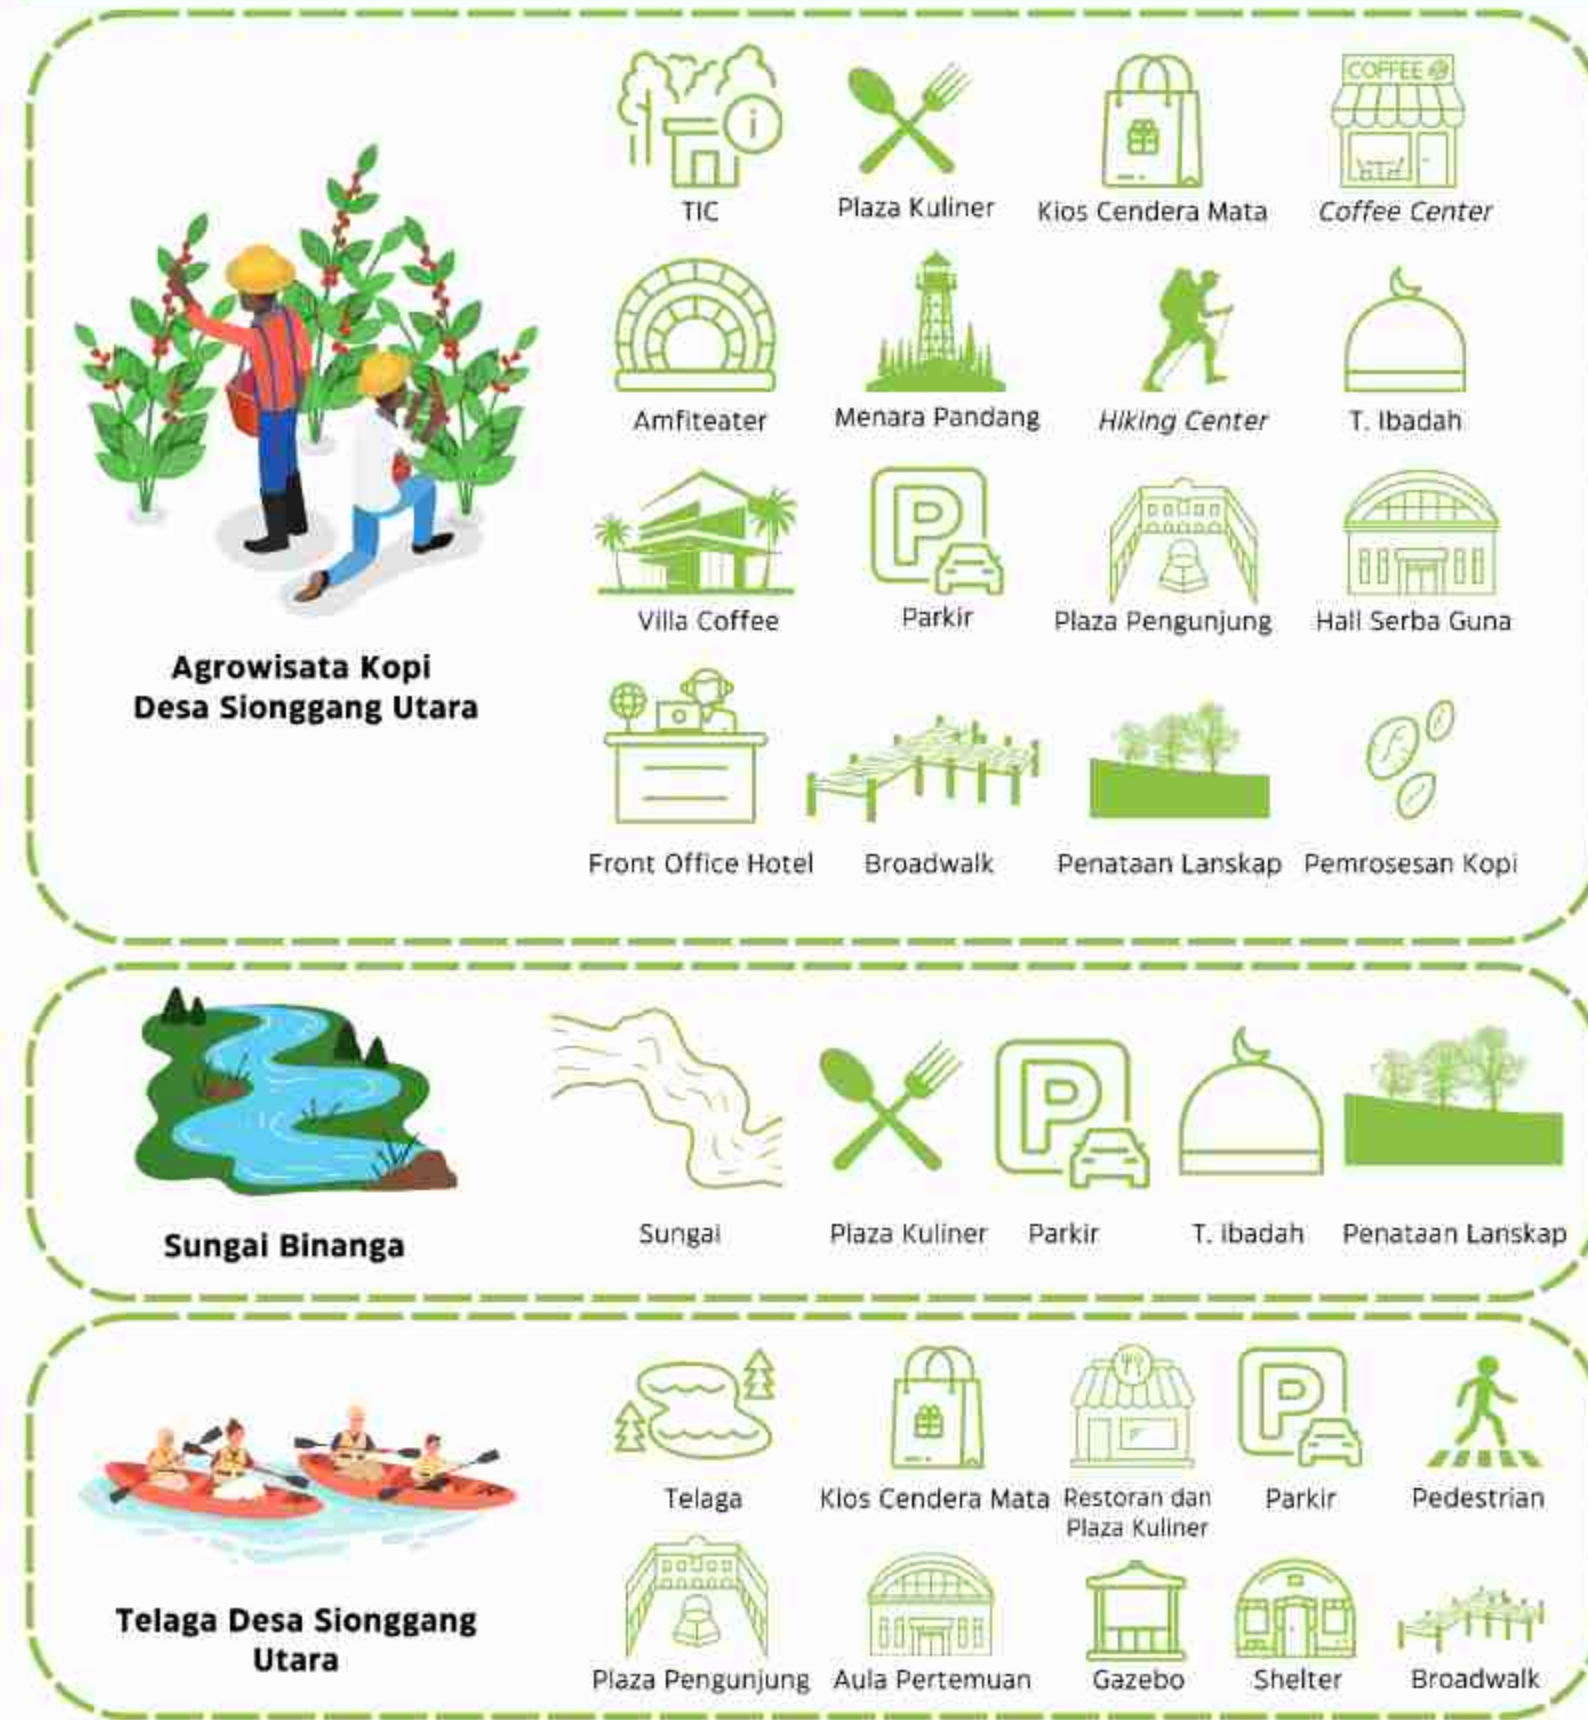 COFFEE
TIC
Plaza Kuliner
Kios Cendera Mata
Coffee Center
Amfiteater
Menara Pandang
Hiking Center
T. Ibadah
Villa Coffee
Parkir
Plaza Pengunjung
Hall Serba Guna
Agrowisata Kopi
Desa Sionggang Utara
Front Office Hotel
Broadwalk
Penataan Lanskap
Pemrosesan Kopi
Sungai Binanga
Sungai
Plaza Kuliner
Parkir
T. Ibadah
Penataan Lanskap
Telaga Desa Sionggang
Utara
Telaga
Kios Cendera Mata
Restoran dan
Plaza Kuliner
Parkir
Pedestrian
Plaza Pengunjung
Aula Pertemuan
Gazebo
Shelter
Broadwalk